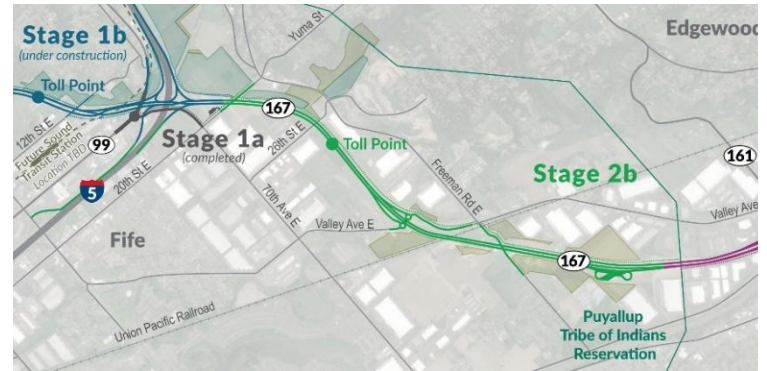 Stage 1b
(under construction)
Toll Point
12th St E
Future Sound
Transit Station
Location TBD
99
5
20th St E
Yuma St
167
Stage 1a
(completed)
26th St E
70th Ave E
Toll Point
Freeman Rd E
Valley Ave E
Fife
Union Pacific Railroad
Edgewood
Stage 2b
161
Valley Ave
167
Puyallup
Tribe of Indians
Reservation